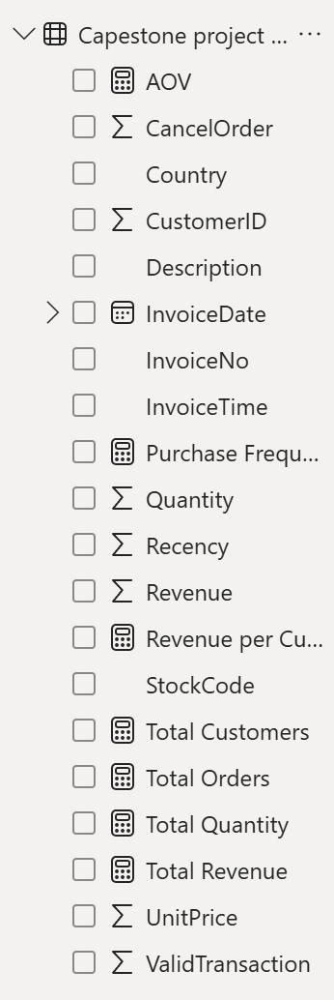 Capestone project ...
AOV
CancelOrder
Country
CustomerID
Description
InvoiceDate
InvoiceNo
InvoiceTime
Purchase Frequ...
Quantity
Recency
Revenue
Revenue per Cu...
StockCode
Total Customers
Total Orders
Total Quantity
Total Revenue
UnitPrice
ValidTransaction